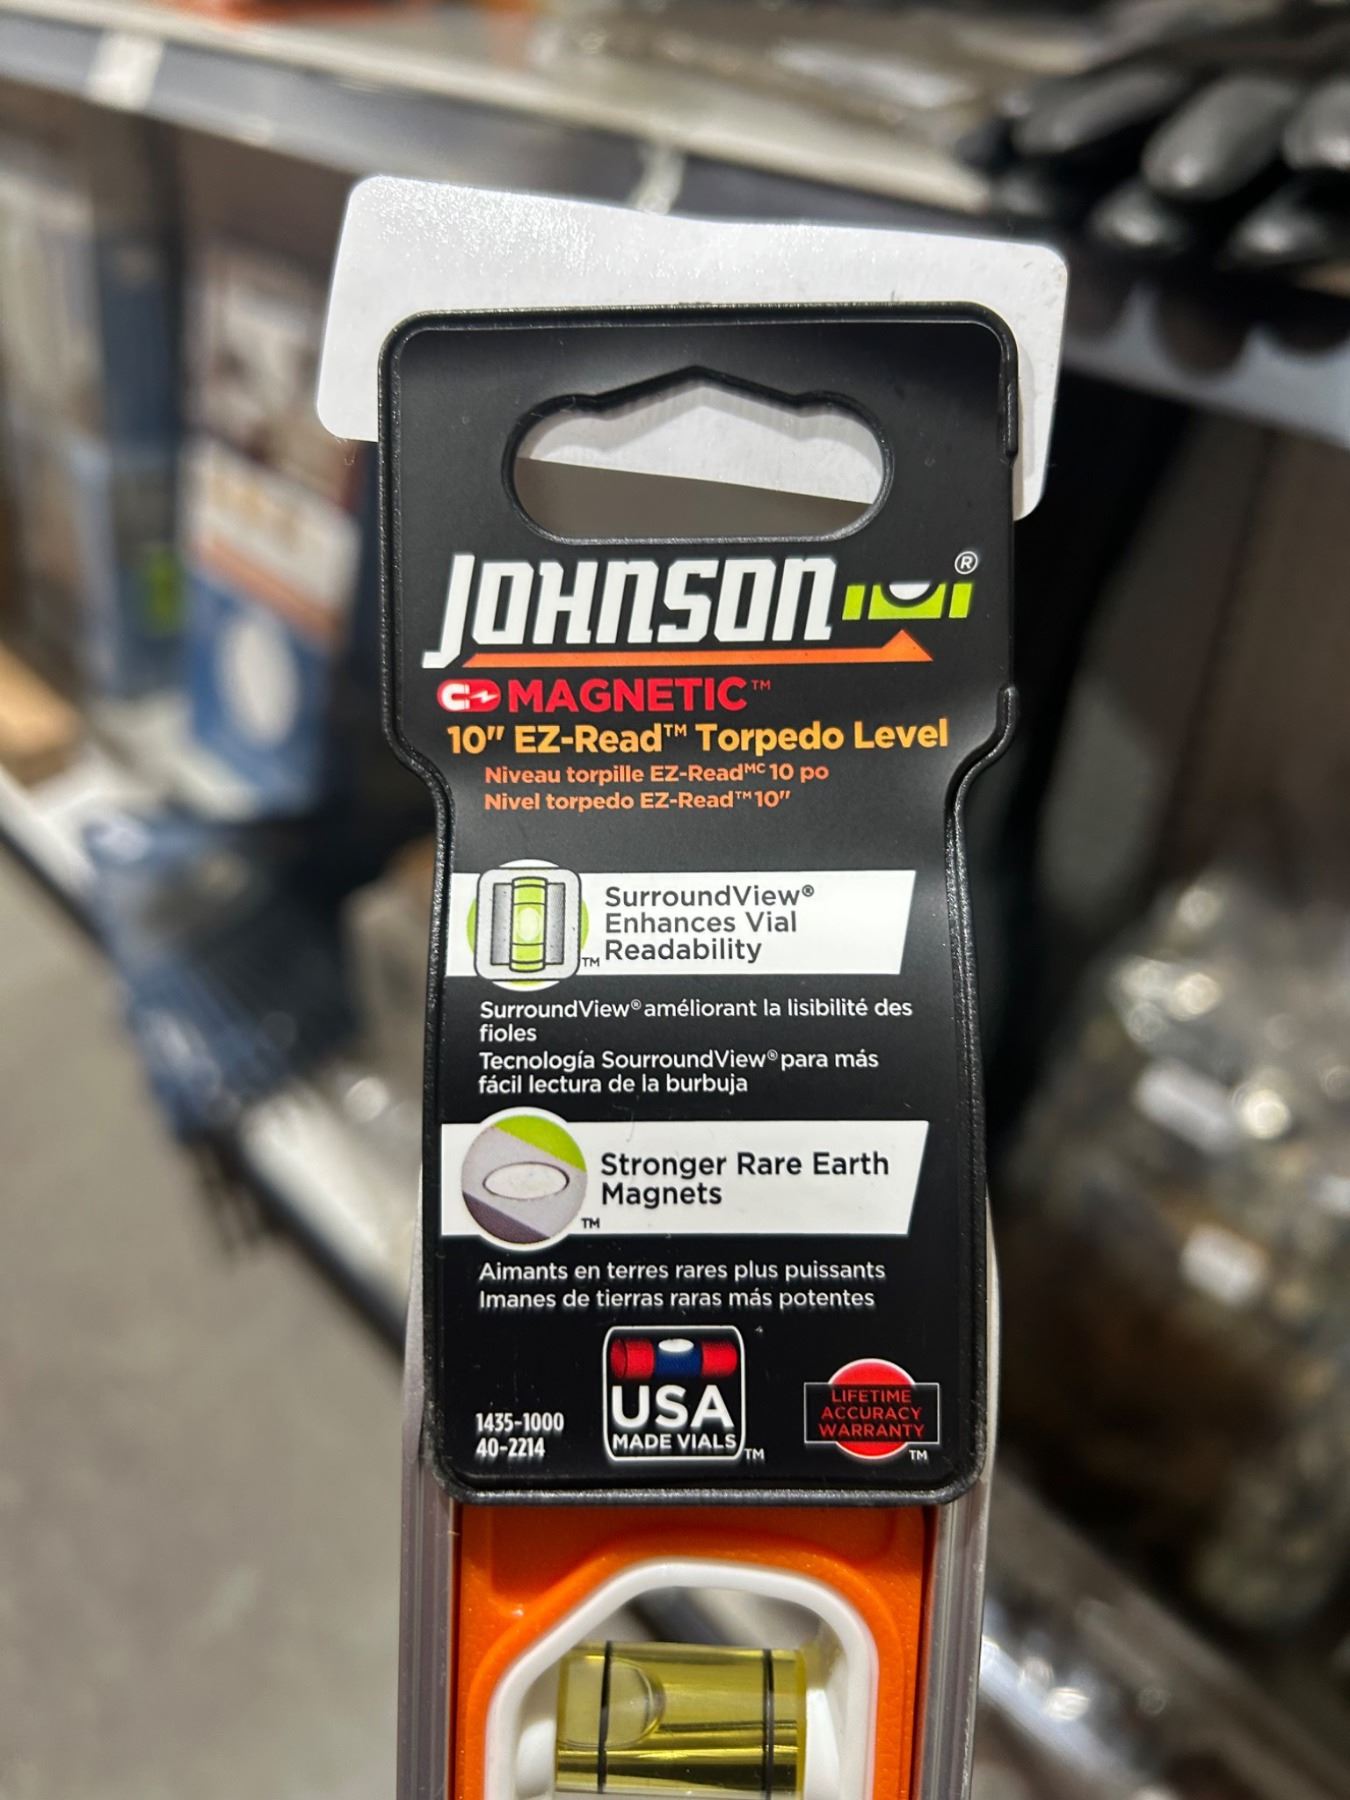 JOHNSON®
MAGNETIC™
10" EZ-Read™ Torpedo Level
Niveau torpille EZ-Readᴹᶜ 10 po
Nivel torpedo EZ-Read™ 10"
SurroundView®
Enhances Vial
™ Readability
SurroundView® améliorant la lisibilité des
fioles
Tecnología SourroundView® para más
fácil lectura de la burbuja
Stronger Rare Earth
Magnets
™
Aimants en terres rares plus puissants
Imanes de tierras raras más potentes
1435-1000
40-2214
USA
MADE VIALS™
LIFETIME
ACCURACY
WARRANTY
™